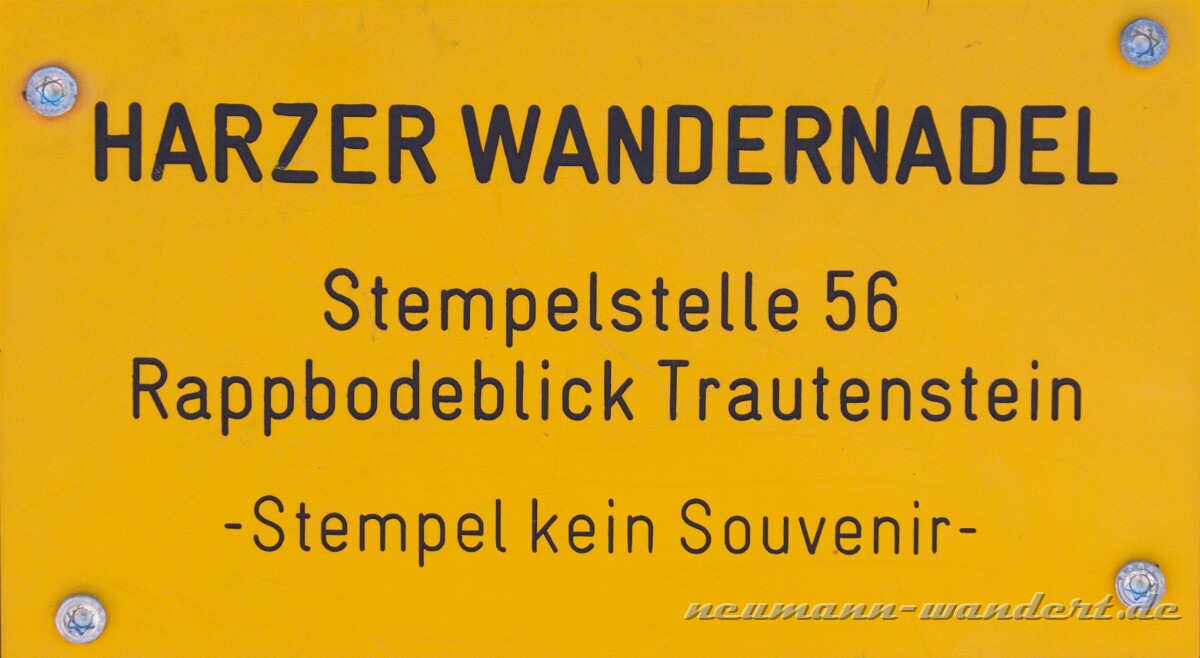 HARZER WANDERNADEL
Stempelstelle 56
Rappbodeblick Trautenstein
-Stempel kein Souvenir-
neumann-wandert.de